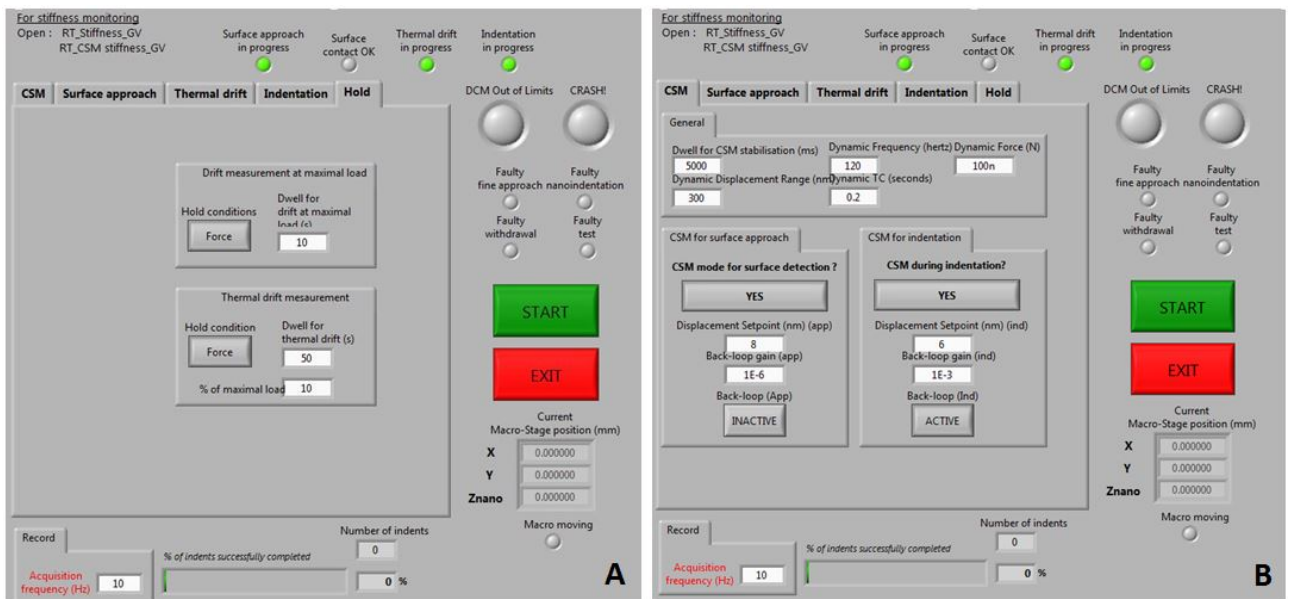 For stiffness monitoring
Open : RT_Stiffness_GV
RT_CSM stiffness_GV
Surface approach
in progress
Surface
contact OK
Thermal drift
in progress
Indentation
in progress
CSM Surface approach Thermal drift Indentation Hold
DCM Out of Limits CRASH!
Drift measurement at maximal load
Hold conditions
Force
Dwell for
drift at maximal
load (s)
10
Thermal drift mesaurement
Hold condition
Force
Dwell for
thermal drift (s)
50
% of maximal load 10
Faulty
fine approach
Faulty
nanoindentation
Faulty
withdrawal
Faulty
test
START
EXIT
Current
Macro-Stage position (mm)
X 0.000000
Y 0.000000
Znano 0.000000
Macro moving
Record
Acquisition
frequency (Hz) 10
% of indents successfully completed
Number of indents
0
0 %
A
For stiffness monitoring
Open : RT_Stiffness_GV
RT_CSM stiffness_GV
Surface approach
in progress
Surface
contact OK
Thermal drift
in progress
Indentation
in progress
CSM Surface approach Thermal drift Indentation Hold
DCM Out of Limits CRASH!
General
Dwell for CSM stabilisation (ms) Dynamic Frequency (hertz) Dynamic Force (N)
5000 120 100n
Dynamic Displacement Range (nm) Dynamic TC (seconds)
300 0.2
CSM for surface approach
CSM mode for surface detection ?
YES
Displacement Setpoint (nm) (app)
8
Back-loop gain (app)
1E-6
Back-loop (App)
INACTIVE
CSM for indentation
CSM during indentation?
YES
Displacement Setpoint (nm) (ind)
6
Back-loop gain (ind)
1E-3
Back-loop (Ind)
ACTIVE
Faulty
fine approach
Faulty
nanoindentation
Faulty
withdrawal
Faulty
test
START
EXIT
Current
Macro-Stage position (mm)
X 0.000000
Y 0.000000
Znano 0.000000
Macro moving
Record
Acquisition
frequency (Hz) 10
% of indents successfully completed
Number of indents
0
0 %
B